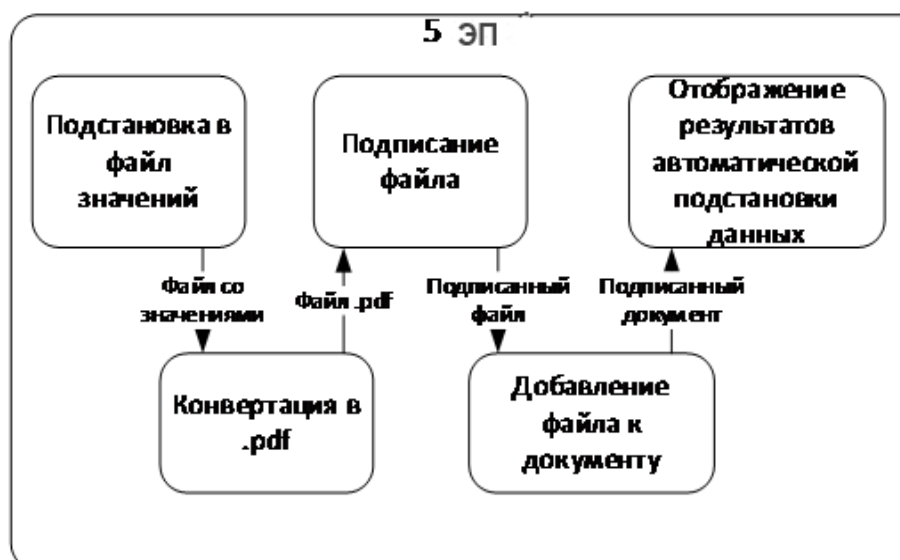 5 ЭП
Подстановка в
файл
значений
Подписание
файла
Отображение
результатов
автоматической
подстановки
данных
Файл со
значениями
Файл .pdf
Подписанный
файл
Подписанный
документ
Конвертация в
.pdf
Добавление
файла к
документу